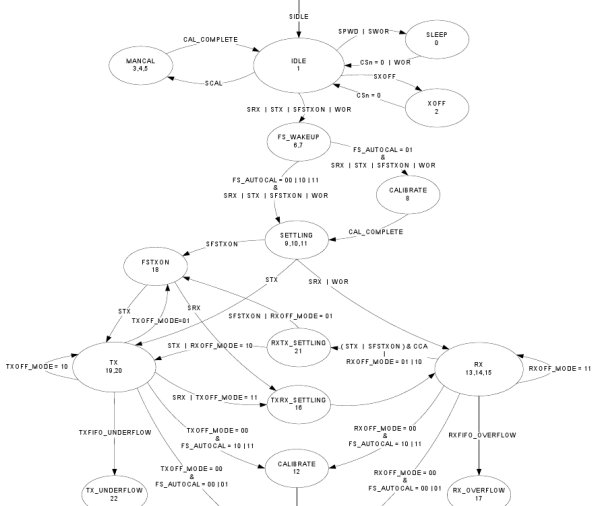 SIDLE
SPWD | SWOR
SLEEP
0
CAL_COMPLETE
MANCAL
3,4,5
IDLE
1
CSn = 0 | WOR
SCAL
SXOFF
CSn = 0
XOFF
2
SRX | STX | SFSTXON | WOR
FS_WAKEUP
6,7
FS_AUTOCAL = 01
&
SRX | STX | SFSTXON | WOR
FS_AUTOCAL = 00 | 10 | 11
&
SRX | STX | SFSTXON | WOR
CALIBRATE
8
SETTLING
9,10,11
CAL_COMPLETE
SFSTXON
FSTXON
18
STX
SRX | WOR
STX
SRX
TXOFF_MODE=01
SFSTXON | RXOFF_MODE = 01
STX | RXOFF_MODE = 10
RXTX_SETTLING
21
( STX | SFSTXON ) & CCA
|
RXOFF_MODE = 01 | 10
TXOFF_MODE = 10
TX
19,20
RX
13,14,15
RXOFF_MODE = 11
SRX | TXOFF_MODE = 11
TXRX_SETTLING
16
TXFIFO_UNDERFLOW
TXOFF_MODE = 00
&
FS_AUTOCAL = 10 | 11
RXOFF_MODE = 00
&
FS_AUTOCAL = 10 | 11
RXFIFO_OVERFLOW
CALIBRATE
12
TXOFF_MODE = 00
&
FS_AUTOCAL = 00 | 01
RXOFF_MODE = 00
&
FS_AUTOCAL = 00 | 01
TX_UNDERFLOW
22
RX_OVERFLOW
17